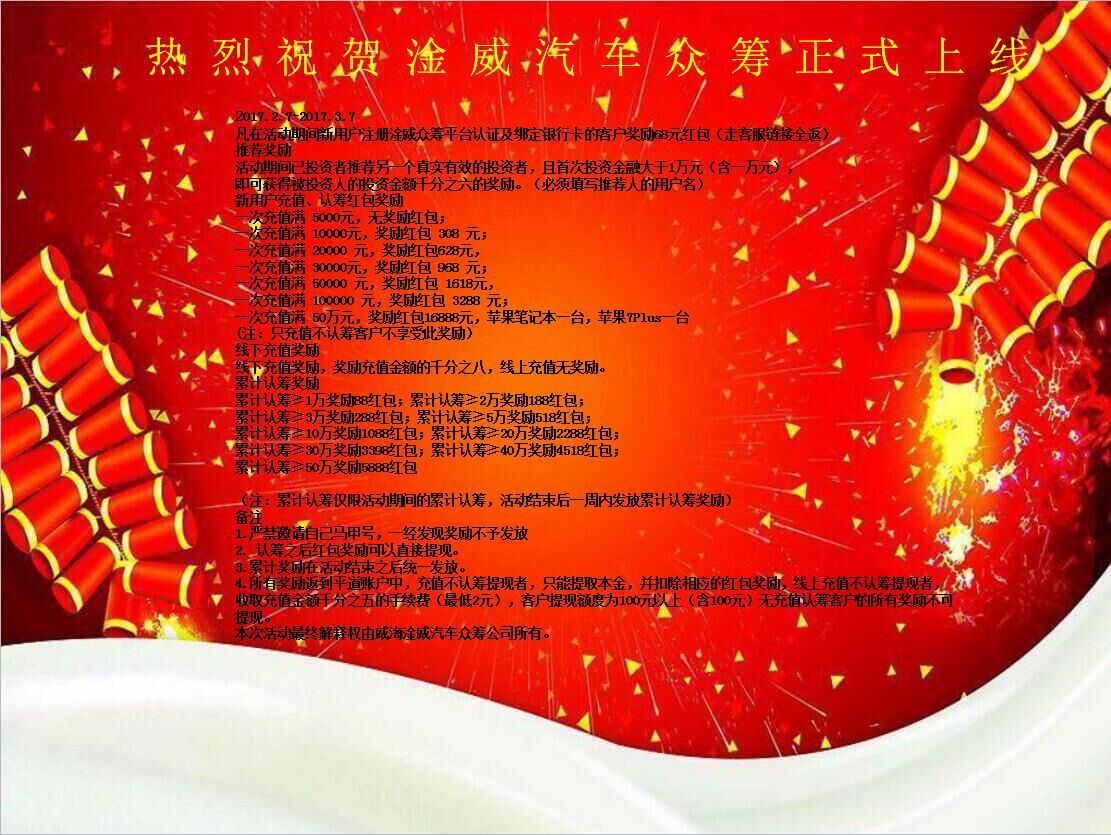 热烈祝贺淦威汽车众筹正式上线
2017.2.7-2017.3.7
凡在活动期间新用户注册淦威众筹平台认证及绑定银行卡的客户奖励68元红包（走客服链接全返）
推荐奖励
活动期间已投资者推荐另一个真实有效的投资者，且首次投资金融大于1万元（含一万元），
即可获得被投资人的投资金额千分之六的奖励。（必须填写推荐人的用户名）
新用户充值、认筹红包奖励
一次充值满 5000元，无奖励红包；
一次充值满 10000元，奖励红包 308 元；
一次充值满 20000 元，奖励红包628元，
一次充值满 30000元，奖励红包 968 元；
一次充值满 50000 元，奖励红包 1618元，
一次充值满 100000 元，奖励红包 3288 元；
一次充值满 50万元，奖励红包16888元，苹果笔记本一台，苹果7Plus一台
(注：只充值不认筹客户不享受此奖励）
线下充值奖励
线下充值奖励，奖励充值金额的千分之八，线上充值无奖励。
累计认筹奖励
累计认筹≥1万奖励88红包；累计认筹≥2万奖励188红包；
累计认筹≥3万奖励288红包；累计认筹≥5万奖励518红包；
累计认筹≥10万奖励1088红包；累计认筹≥20万奖励2288红包；
累计认筹≥30万奖励3398红包；累计认筹≥40万奖励4518红包；
累计认筹≥50万奖励5888红包
（注：累计认筹仅限活动期间的累计认筹，活动结束后一周内发放累计认筹奖励）
备注
1.严禁邀请自己马甲号，一经发现奖励不予发放
2. 认筹之后红包奖励可以直接提现。
3.累计奖励在活动结束之后统一发放。
4.所有奖励返到平道账户中，充值不认筹提现者，只能提取本金，并扣除相应的红包奖励，线上充值不认筹提现者，
收取充值金额千分之五的手续费（最低2元），客户提现额度为100元以上（含100元）无充值认筹客户的所有奖励不可
提现。
本次活动最终解释权由威海淦威汽车众筹公司所有。